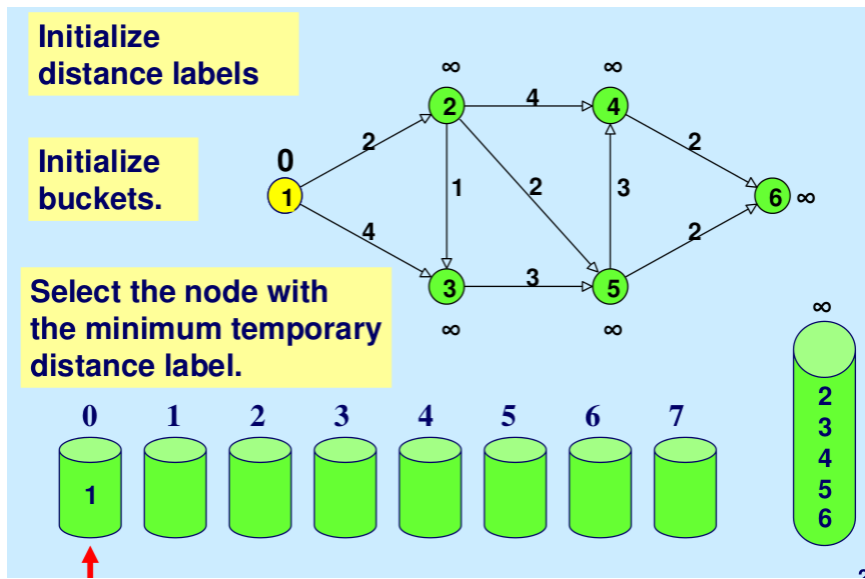 Initialize
distance labels
Initialize
buckets.
Select the node with
the minimum temporary
distance label.
∞ ∞
2 4 4
2 2
0
1 1 2 3 6 ∞
4 2
3 3 5
∞ ∞
∞
2
3
4
5
6
0 1 2 3 4 5 6 7
1